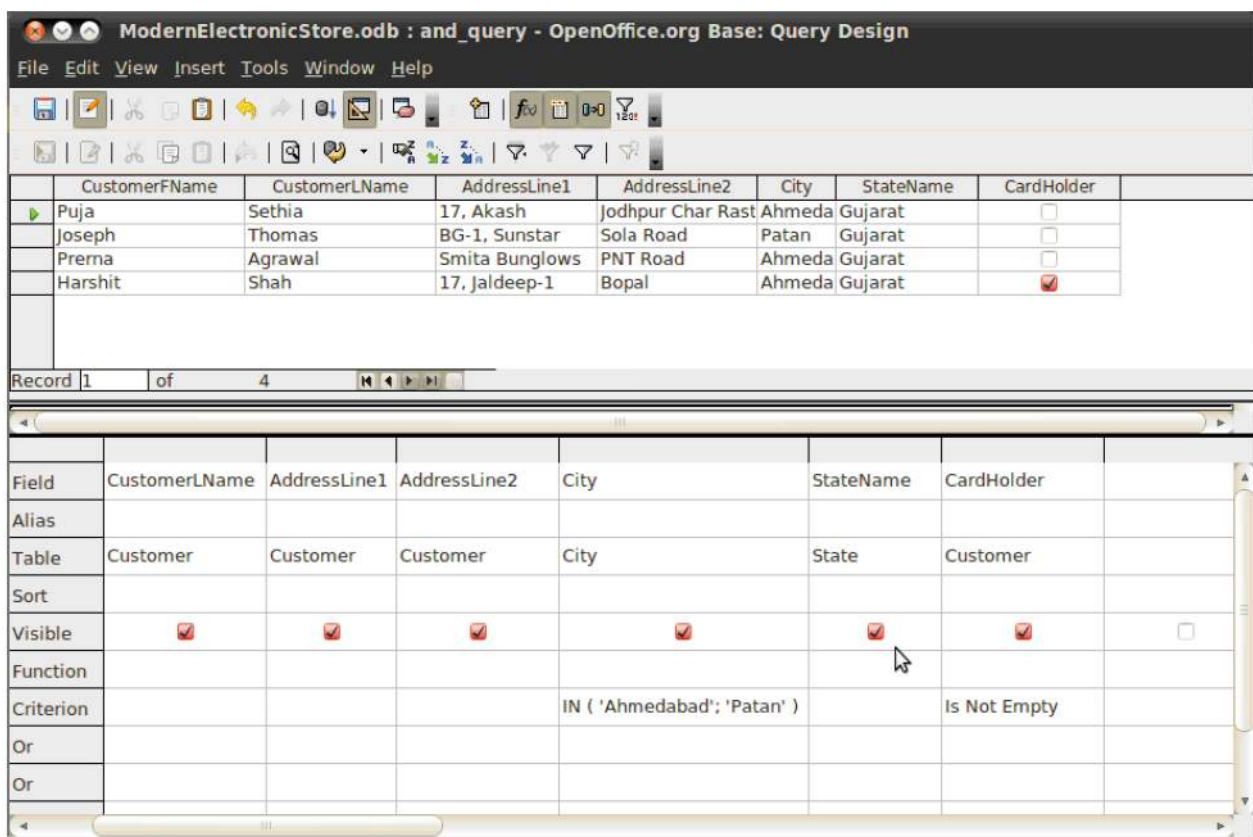 ModernElectronicStore.odb : and_query - OpenOffice.org Base: Query Design
File Edit View Insert Tools Window Help
CustomerFName CustomerLName AddressLine1 AddressLine2 City StateName CardHolder
Puja Sethia 17, Akash Jodhpur Char Rast Ahmeda Gujarat
Joseph Thomas BG-1, Sunstar Sola Road Patan Gujarat
Prerna Agrawal Smita Bunglows PNT Road Ahmeda Gujarat
Harshit Shah 17, Jaldeep-1 Bopal Ahmeda Gujarat
Record 1 of 4
Field CustomerLName AddressLine1 AddressLine2 City StateName CardHolder
Alias
Table Customer Customer Customer City State Customer
Sort
Visible
Function
Criterion IN ( 'Ahmedabad'; 'Patan' ) Is Not Empty
Or
Or